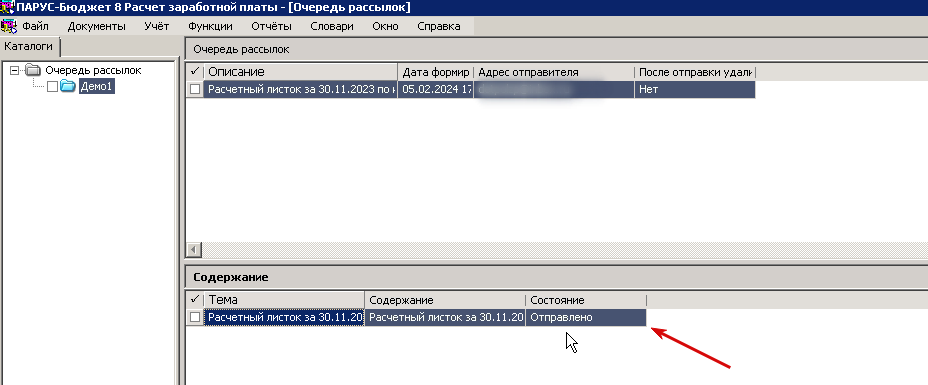 ПАРУС-Бюджет 8 Расчет заработной платы - [Очередь рассылок]
Файл Документы Учёт Функции Отчёты Словари Окно Справка
Каталоги
Очередь рассылок
Демо1
Очередь рассылок
Описание Дата формир Адрес отправителя После отправки удали
Расчетный листок за 30.11.2023 по 05.02.2024 17 Нет
Содержание
Тема Содержание Состояние
Расчетный листок за 30.11.20 Расчетный листок за 30.11.20 Отправлено